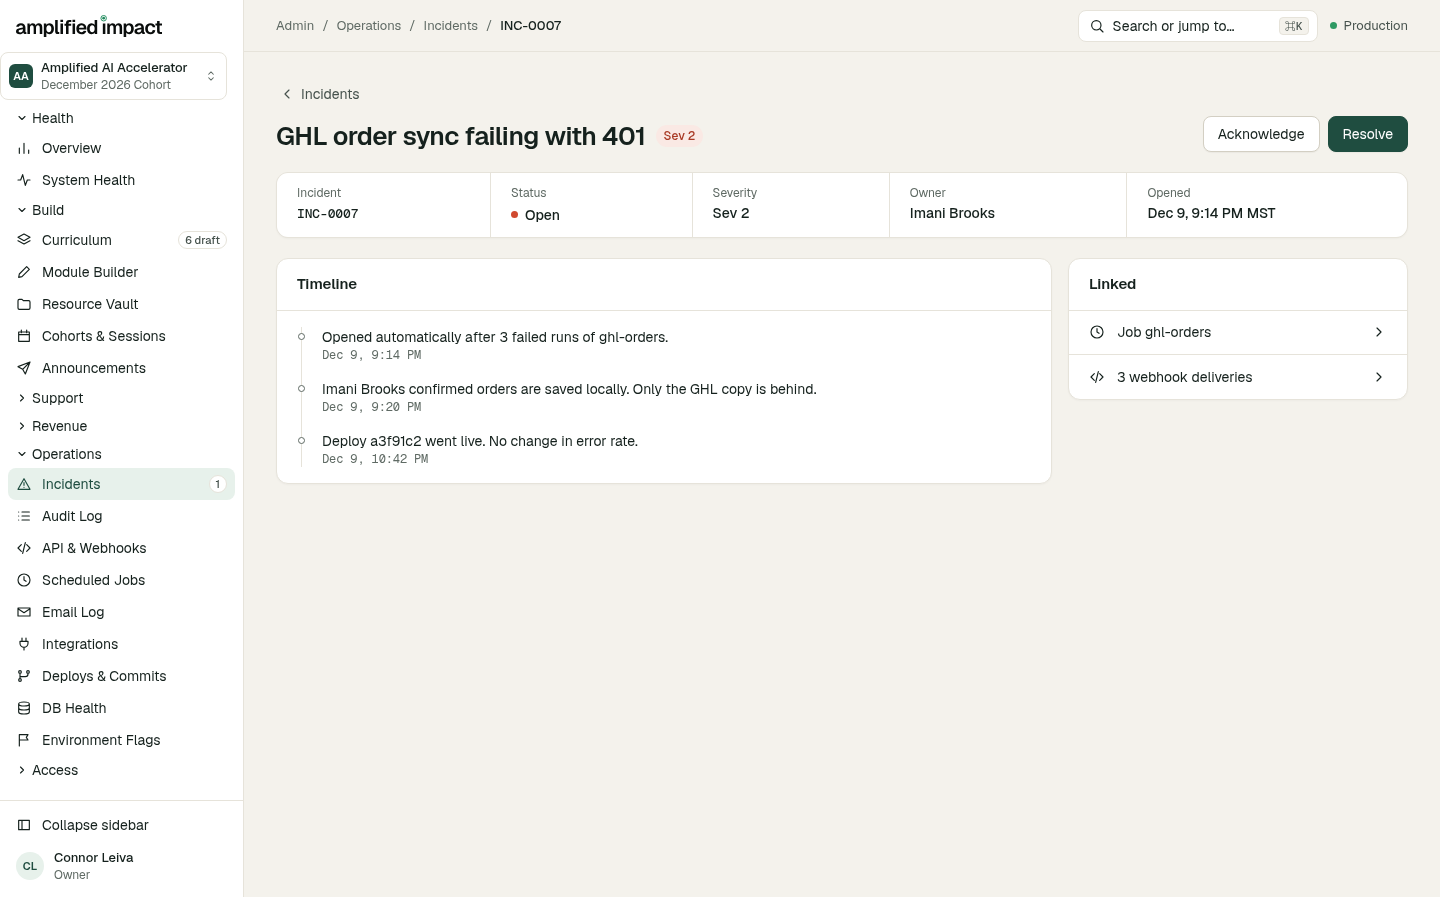 amplified impact
AA
Amplified AI Accelerator
December 2026 Cohort
Health
Overview
System Health
Build
Curriculum
6 draft
Module Builder
Resource Vault
Cohorts & Sessions
Announcements
Support
Revenue
Operations
Incidents
1
Audit Log
API & Webhooks
Scheduled Jobs
Email Log
Integrations
Deploys & Commits
DB Health
Environment Flags
Access
Collapse sidebar
CL
Connor Leiva
Owner
Admin / Operations / Incidents / INC-0007
Search or jump to…
⌘K
Production
Incidents
GHL order sync failing with 401
Sev 2
Acknowledge
Resolve
Incident
INC-0007
Status
Open
Severity
Sev 2
Owner
Imani Brooks
Opened
Dec 9, 9:14 PM MST
Timeline
Opened automatically after 3 failed runs of ghl-orders.
Dec 9, 9:14 PM
Imani Brooks confirmed orders are saved locally. Only the GHL copy is behind.
Dec 9, 9:20 PM
Deploy a3f91c2 went live. No change in error rate.
Dec 9, 10:42 PM
Linked
Job ghl-orders
3 webhook deliveries